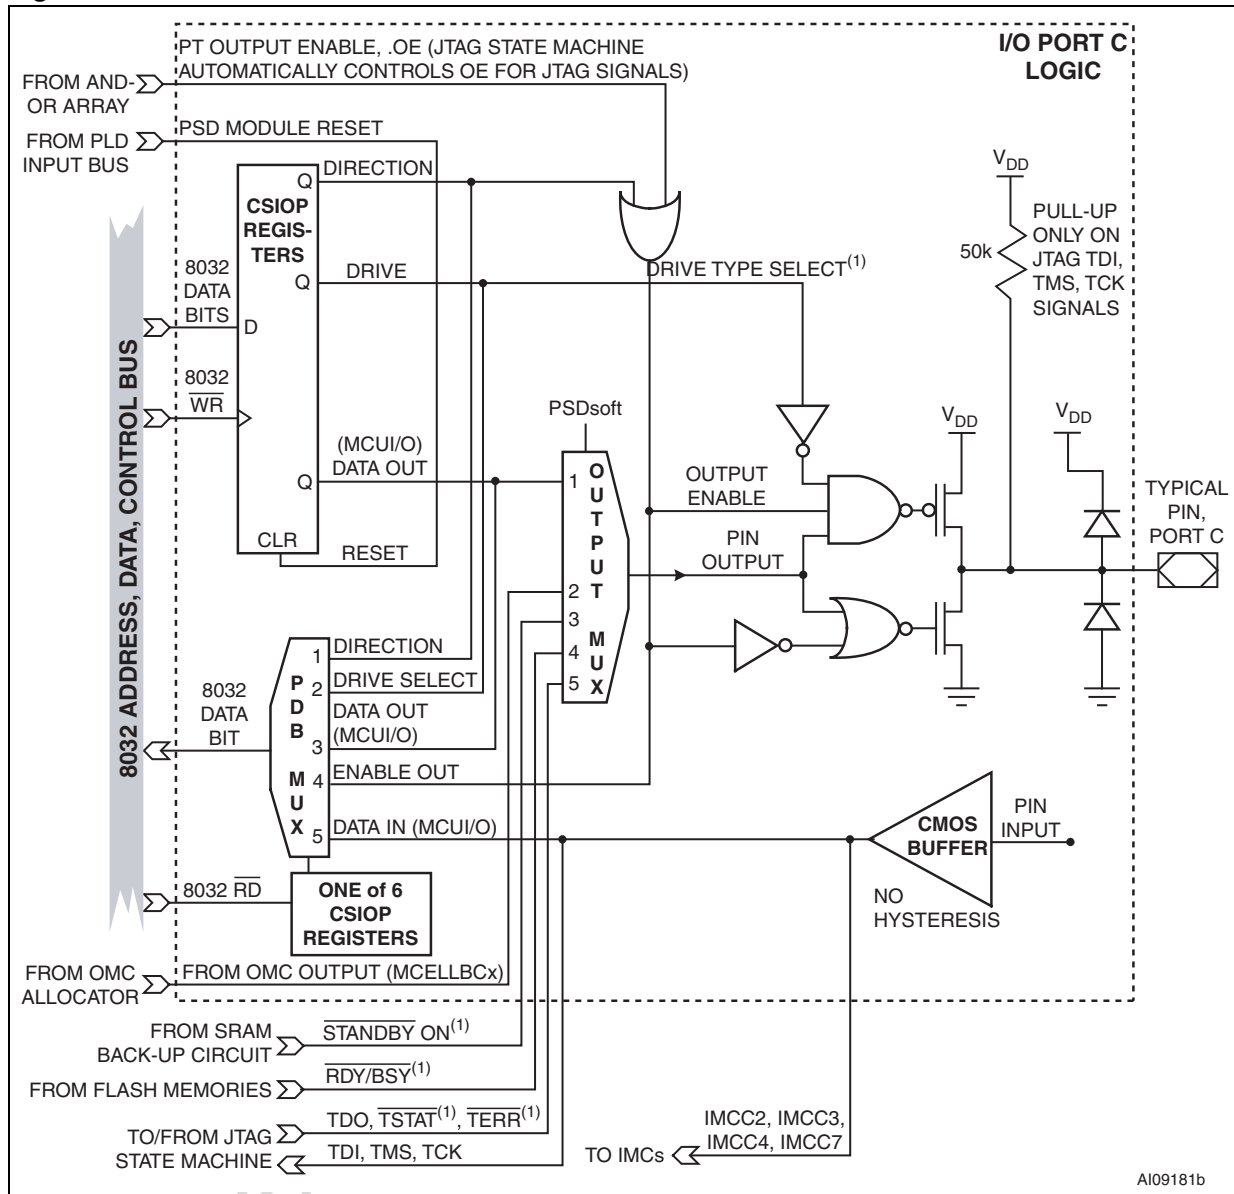 PT OUTPUT ENABLE, .OE (JTAG STATE MACHINE
AUTOMATICALLY CONTROLS OE FOR JTAG SIGNALS)
I/O PORT C
LOGIC
FROM AND-
OR ARRAY
FROM PLD
INPUT BUS
PSD MODULE RESET
DIRECTION
Q
CSIOP
REGIS-
TERS
Q
DRIVE
DRIVE TYPE SELECT(1)
VDD
PULL-UP
ONLY ON
JTAG TDI,
TMS, TCK
SIGNALS
50k
8032
DATA
BITS
D
8032
WR
8032 ADDRESS, DATA, CONTROL BUS
(MCUI/O)
DATA OUT
Q
CLR
RESET
PSDsoft
OUTPUT MUX
1
2
3
4
5
OUTPUT
ENABLE
PIN
OUTPUT
VDD
VDD
TYPICAL
PIN,
PORT C
PDB MUX
1
DIRECTION
2
DRIVE SELECT
DATA OUT
3
(MCUI/O)
4
ENABLE OUT
5
DATA IN (MCUI/O)
8032
DATA
BIT
CMOS
BUFFER
PIN
INPUT
NO
HYSTERESIS
8032 RD
ONE of 6
CSIOP
REGISTERS
FROM OMC
ALLOCATOR
FROM OMC OUTPUT (MCELLBCx)
FROM SRAM
BACK-UP CIRCUIT
STANDBY ON(1)
FROM FLASH MEMORIES
RDY/BSY(1)
TO/FROM JTAG
STATE MACHINE
TDO, TSTAT(1), TERR(1)
TDI, TMS, TCK
TO IMCs
IMCC2, IMCC3,
IMCC4, IMCC7
AI09181b